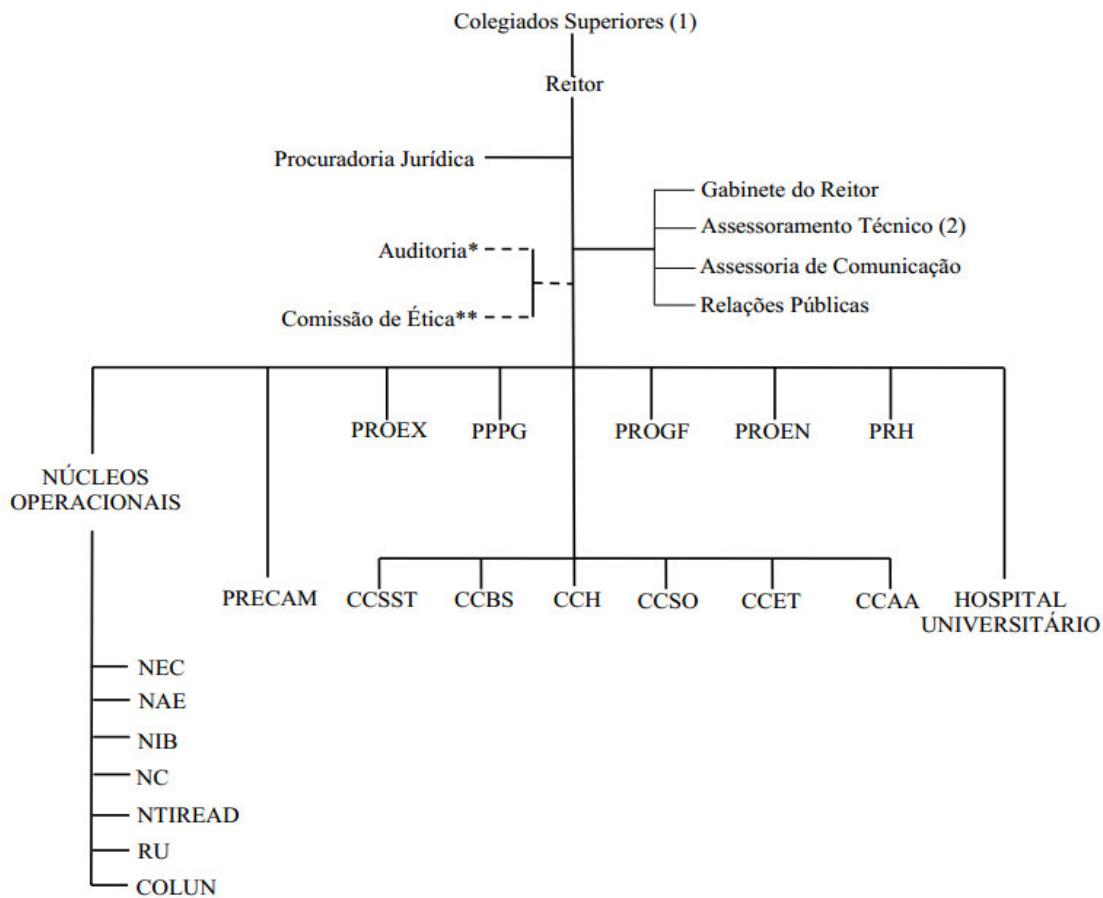 Colegiados Superiores (1)
Reitor
Procuradoria Jurídica
Gabinete do Reitor
Assessoramento Técnico (2)
Auditoria*
Assessoria de Comunicação
Relações Públicas
Comissão de Ética**
PROEX
PPPG
PROGF
PROEN
PRH
NÚCLEOS
OPERACIONAIS
PRECAM
CCSST
CCBS
CCH
CCSO
CCET
CCAA
HOSPITAL
UNIVERSITÁRIO
NEC
NAE
NIB
NC
NTIREAD
RU
COLUN